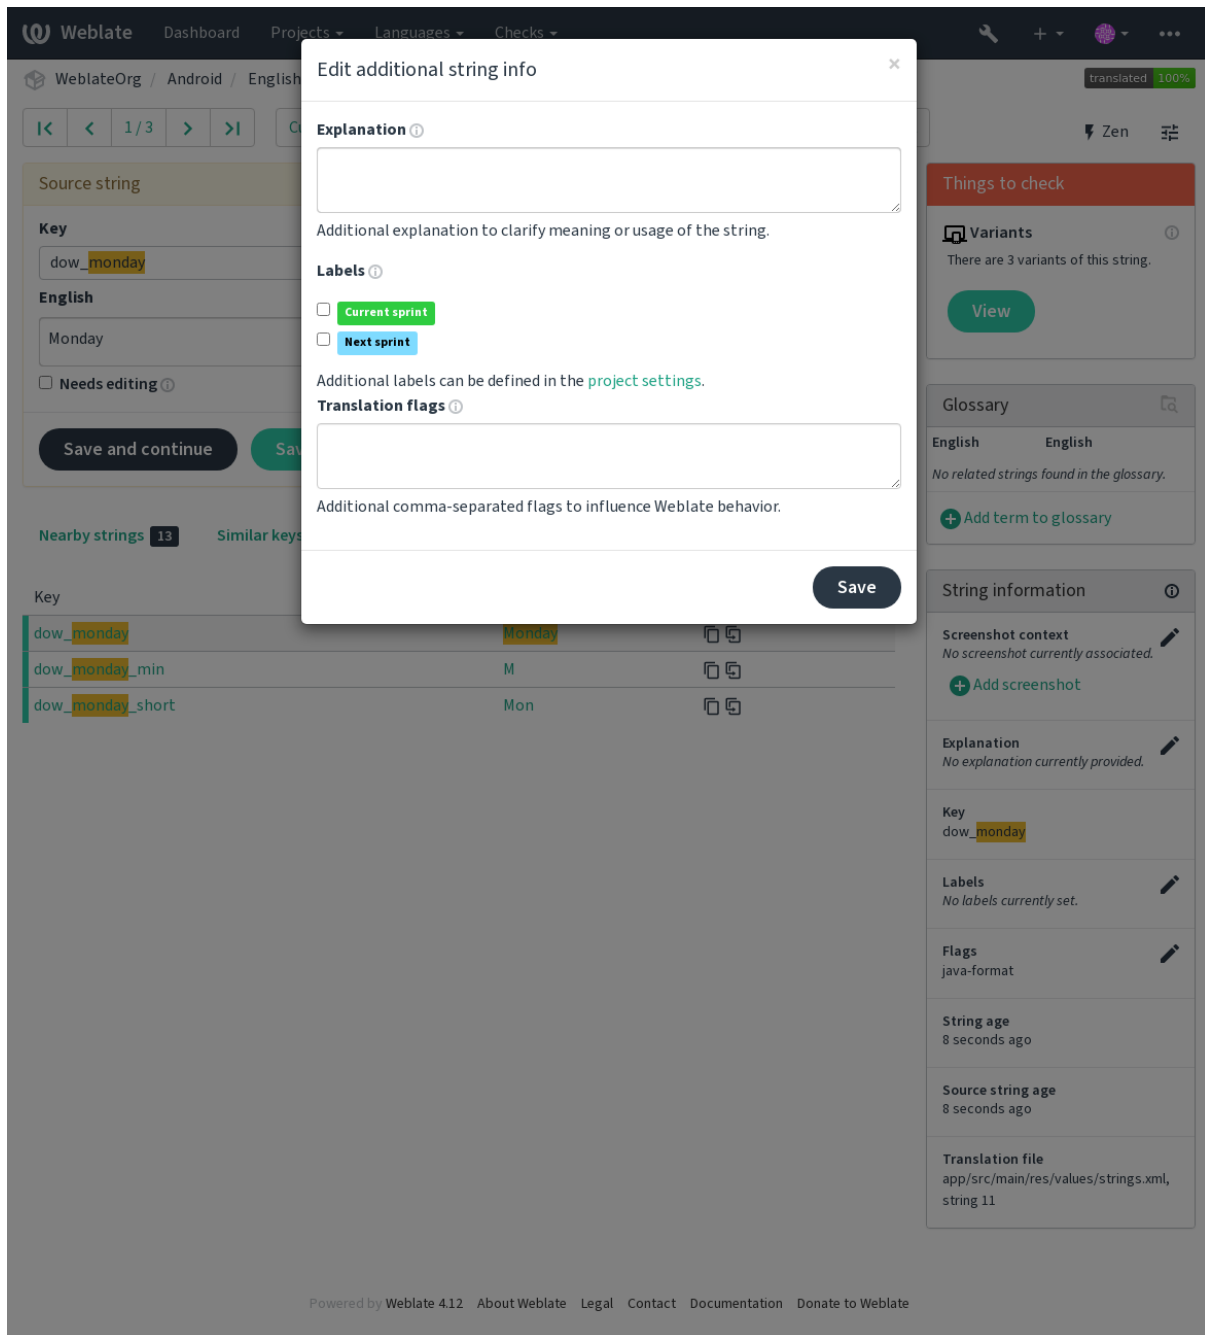 Weblate Dashboard Projects Languages Checks
WeblateOrg / Android / English
translated 100%
1 / 3
Zen
Edit additional string info
×
Explanation
Additional explanation to clarify meaning or usage of the string.
Labels
Current sprint
Next sprint
Additional labels can be defined in the project settings.
Translation flags
Additional comma-separated flags to influence Weblate behavior.
Save
Source string
Key
dow_monday
English
Monday
Needs editing
Save and continue
Nearby strings 13 Similar keys
Key
dow_monday Monday
dow_monday_min M
dow_monday_short Mon
Things to check
Variants
There are 3 variants of this string.
View
Glossary
English English
No related strings found in the glossary.
Add term to glossary
String information
Screenshot context
No screenshot currently associated.
Add screenshot
Explanation
No explanation currently provided.
Key
dow_monday
Labels
No labels currently set.
Flags
java-format
String age
8 seconds ago
Source string age
8 seconds ago
Translation file
app/src/main/res/values/strings.xml,
string 11
Powered by Weblate 4.12 About Weblate Legal Contact Documentation Donate to Weblate